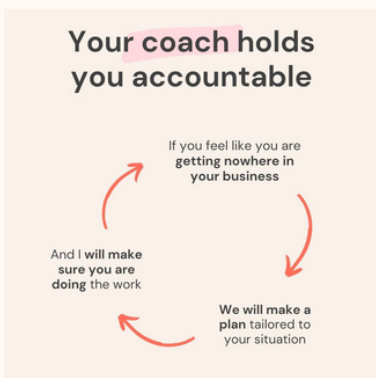 Your coach holds
you accountable
If you feel like you are
getting nowhere in
your business
We will make a
plan tailored to
your situation
And I will make
sure you are
doing the work